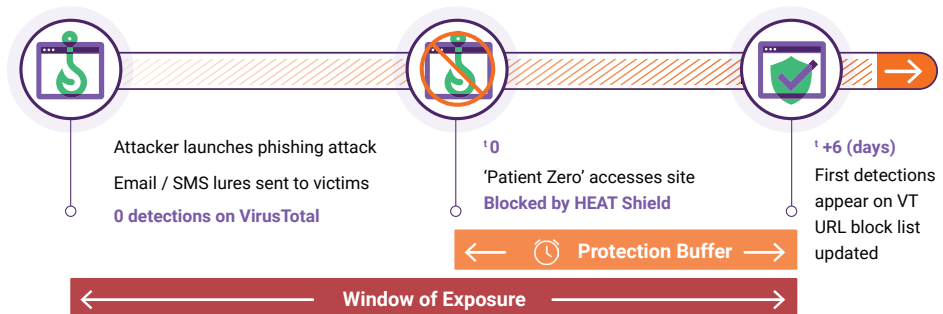 Attacker launches phishing attack
Email / SMS lures sent to victims
0 detections on VirusTotal
t 0
‘Patient Zero’ accesses site
Blocked by HEAT Shield
t +6 (days)
First detections
appear on VT
URL block list
updated
Protection Buffer
Window of Exposure